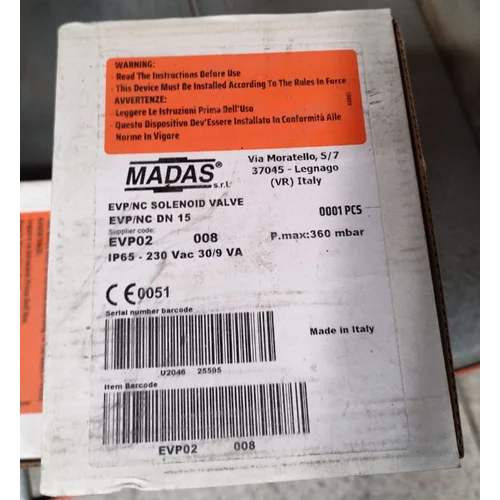 WARNING:
- Read The Instructions Before Use
- This Device Must Be Installed According To The Rules In Force
AVVERTENZE:
- Leggere Le Istruzioni Prima Dell'Uso
- Questo Dispositivo Dev'Essere Installato In Conformità Alle
Norme In Vigore
MADAS®
s.r.l.
Via Moratello, 5/7
37045 - Legnago
(VR) Italy
EVP/NC SOLENOID VALVE
EVP/NC DN 15
0001 PCS
Supplier code:
EVP02 008
P.max:360 mbar
IP65 - 230 Vac 30/9 VA
CE0051
Serial number barcode
Made in Italy
U2046 25595
Item Barcode
EVP02 008